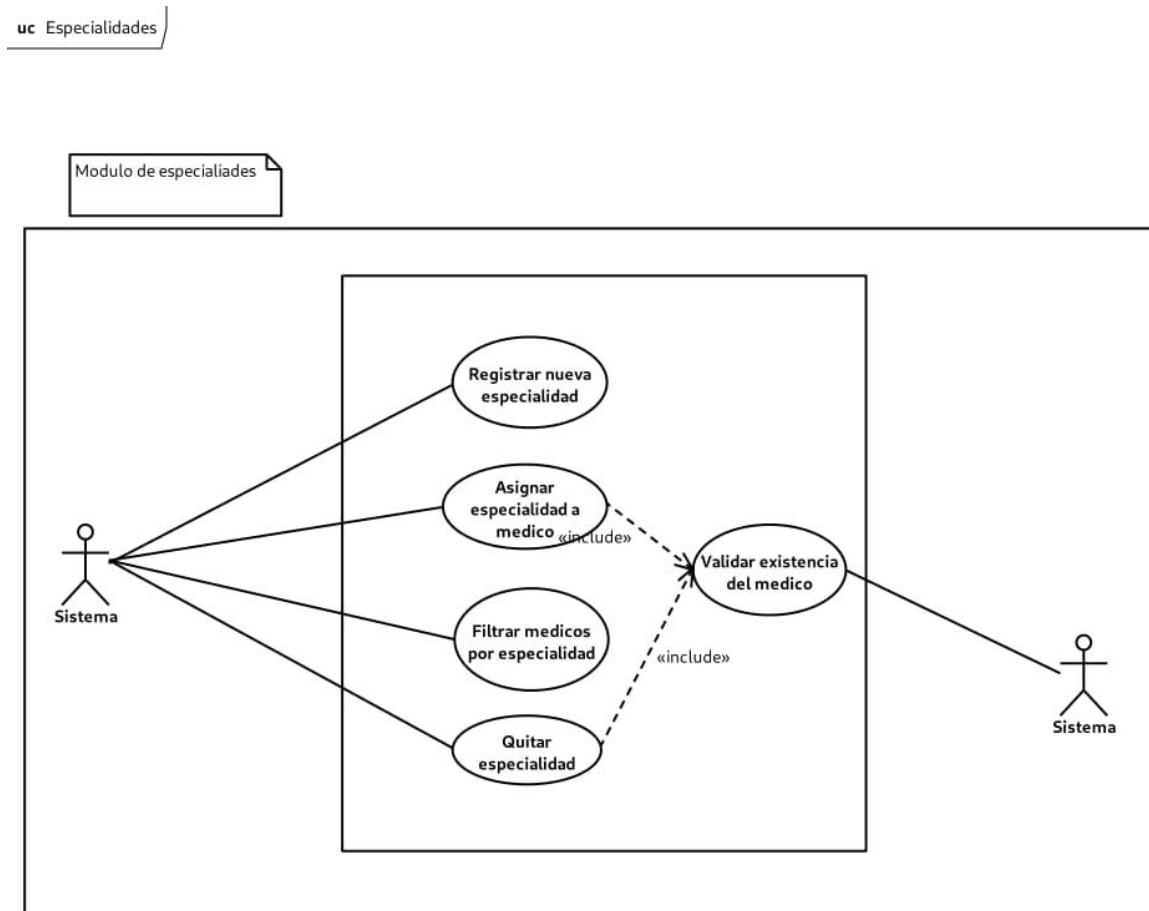 uc Especialidades
Modulo de especialiades
Registrar nueva
especialidad
Asignar
especialidad a
medico
«include»
Validar existencia
del medico
Sistema
Filtrar medicos
por especialidad
«include»
Quitar
especialidad
Sistema